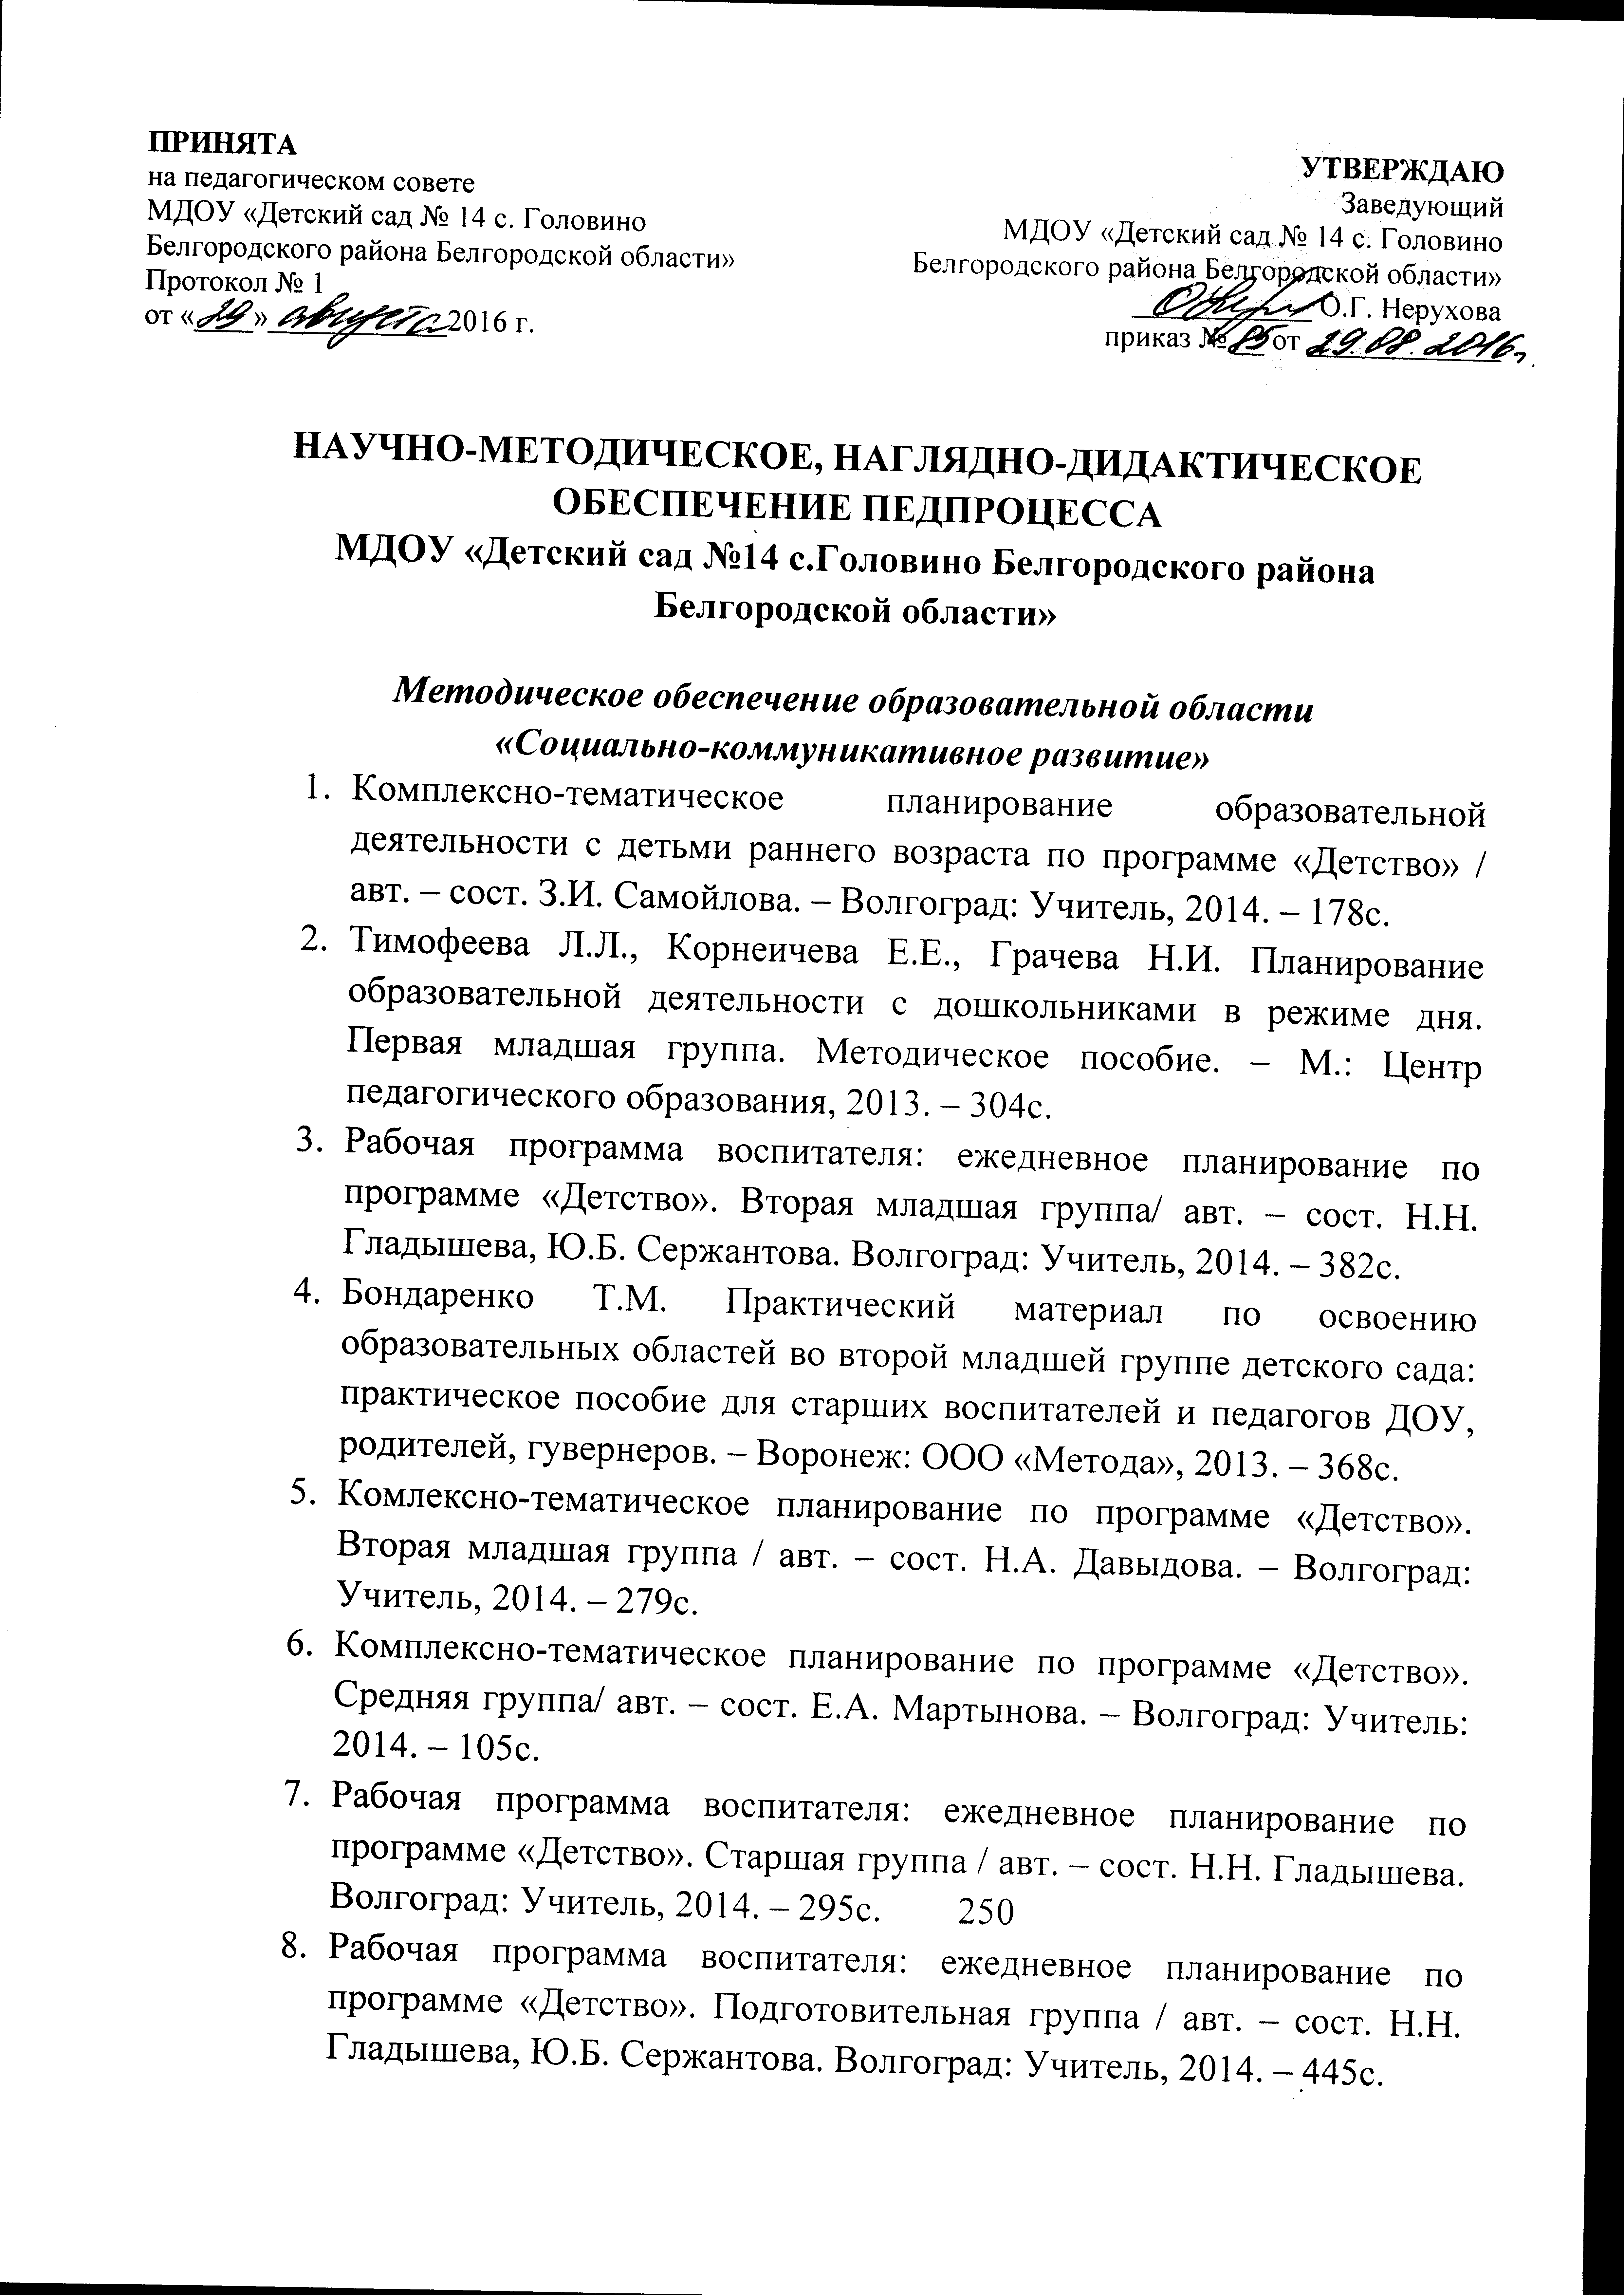 ПРИНЯТА
на педагогическом совете
МДОУ «Детский сад № 14 с. Головино
Белгородского района Белгородской области»
Протокол № 1
от «29» августа 2016 г.
УТВЕРЖДАЮ
Заведующий
МДОУ «Детский сад № 14 с. Головино
Белгородского района Белгородской области»
О.Г. Нерухова
приказ № 85 от 29.08.2016г.
НАУЧНО-МЕТОДИЧЕСКОЕ, НАГЛЯДНО-ДИДАКТИЧЕСКОЕ
ОБЕСПЕЧЕНИЕ ПЕДПРОЦЕССА
МДОУ «Детский сад №14 с.Головино Белгородского района
Белгородской области»
Методическое обеспечение образовательной области
«Социально-коммуникативное развитие»
1. Комплексно-тематическое планирование образовательной
деятельности с детьми раннего возраста по программе «Детство» /
авт. – сост. З.И. Самойлова. – Волгоград: Учитель, 2014. – 178с.
2. Тимофеева Л.Л., Корнеичева Е.Е., Грачева Н.И. Планирование
образовательной деятельности с дошкольниками в режиме дня.
Первая младшая группа. Методическое пособие. – М.: Центр
педагогического образования, 2013. – 304с.
3. Рабочая программа воспитателя: ежедневное планирование по
программе «Детство». Вторая младшая группа/ авт. – сост. Н.Н.
Гладышева, Ю.Б. Сержантова. Волгоград: Учитель, 2014. – 382с.
4. Бондаренко Т.М. Практический материал по освоению
образовательных областей во второй младшей группе детского сада:
практическое пособие для старших воспитателей и педагогов ДОУ,
родителей, гувернеров. – Воронеж: ООО «Метода», 2013. – 368с.
5. Комлексно-тематическое планирование по программе «Детство».
Вторая младшая группа / авт. – сост. Н.А. Давыдова. – Волгоград:
Учитель, 2014. – 279с.
6. Комплексно-тематическое планирование по программе «Детство».
Средняя группа/ авт. – сост. Е.А. Мартынова. – Волгоград: Учитель:
2014. – 105с.
7. Рабочая программа воспитателя: ежедневное планирование по
программе «Детство». Старшая группа / авт. – сост. Н.Н. Гладышева.
Волгоград: Учитель, 2014. – 295с. 250
8. Рабочая программа воспитателя: ежедневное планирование по
программе «Детство». Подготовительная группа / авт. – сост. Н.Н.
Гладышева, Ю.Б. Сержантова. Волгоград: Учитель, 2014. – 445с.